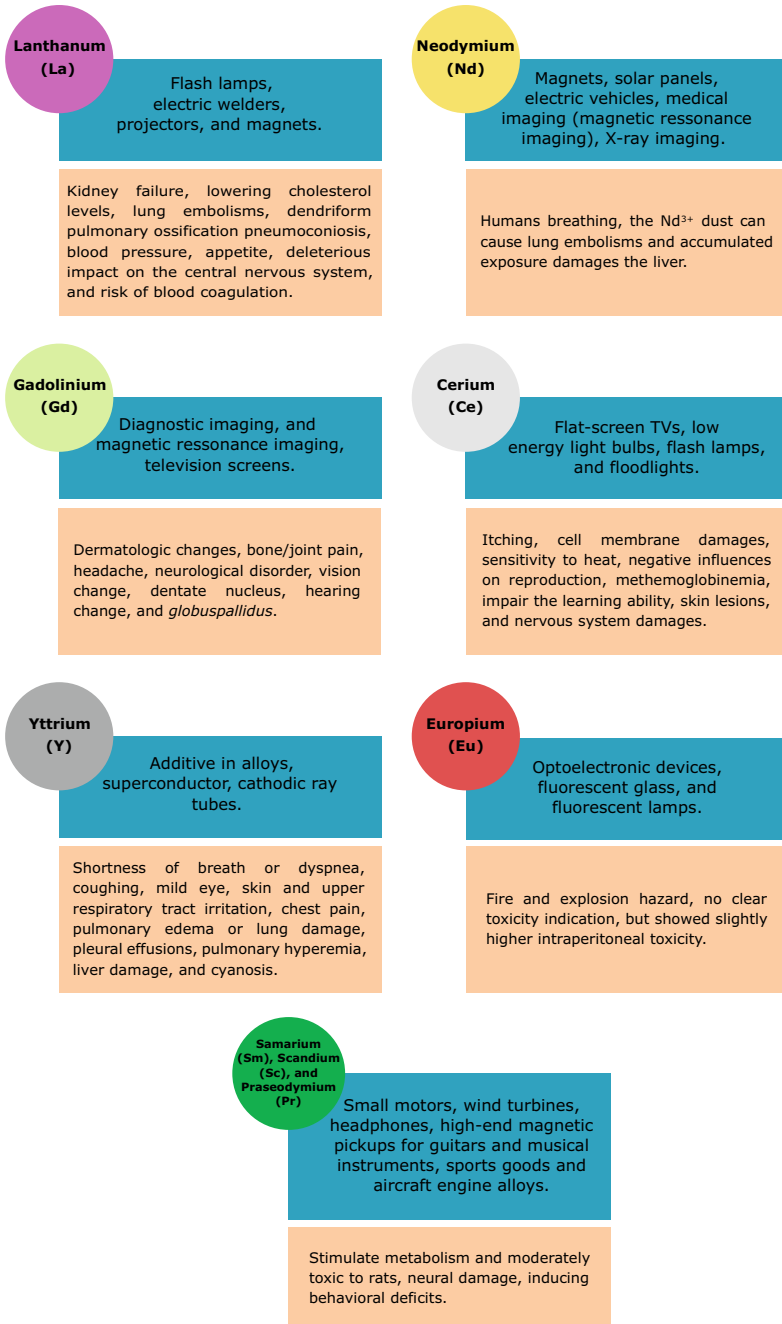 Lanthanum
(La)
Flash lamps,
electric welders,
projectors, and magnets.
Kidney failure, lowering cholesterol
levels, lung embolisms, dendriform
pulmonary ossification pneumoconiosis,
blood pressure, appetite, deleterious
impact on the central nervous system,
and risk of blood coagulation.
Neodymium
(Nd)
Magnets, solar panels,
electric vehicles, medical
imaging (magnetic ressonance
imaging), X-ray imaging.
Humans breathing, the Nd³⁺ dust can
cause lung embolisms and accumulated
exposure damages the liver.
Gadolinium
(Gd)
Diagnostic imaging, and
magnetic ressonance imaging,
television screens.
Dermatologic changes, bone/joint pain,
headache, neurological disorder, vision
change, dentate nucleus, hearing
change, and globuspallidus.
Cerium
(Ce)
Flat-screen TVs, low
energy light bulbs, flash lamps,
and floodlights.
Itching, cell membrane damages,
sensitivity to heat, negative influences
on reproduction, methemoglobinemia,
impair the learning ability, skin lesions,
and nervous system damages.
Yttrium
(Y)
Additive in alloys,
superconductor, cathodic ray
tubes.
Shortness of breath or dyspnea,
coughing, mild eye, skin and upper
respiratory tract irritation, chest pain,
pulmonary edema or lung damage,
pleural effusions, pulmonary hyperemia,
liver damage, and cyanosis.
Europium
(Eu)
Optoelectronic devices,
fluorescent glass, and
fluorescent lamps.
Fire and explosion hazard, no clear
toxicity indication, but showed slightly
higher intraperitoneal toxicity.
Samarium
(Sm), Scandium
(Sc), and
Praseodymium
(Pr)
Small motors, wind turbines,
headphones, high-end magnetic
pickups for guitars and musical
instruments, sports goods and
aircraft engine alloys.
Stimulate metabolism and moderately
toxic to rats, neural damage, inducing
behavioral deficits.